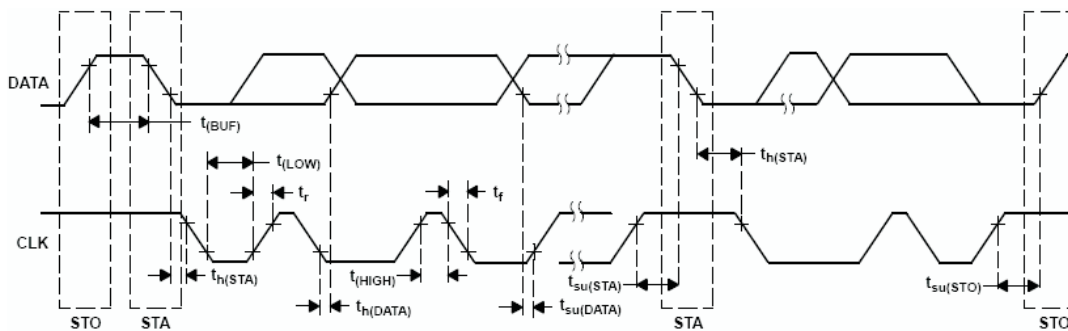 DATA
t(BUF)
t(LOW)
th(STA)
tr
tf
CLK
th(STA)
t(HIGH)
th(DATA)
tsu(STA)
tsu(DATA)
tsu(STO)
STO
STA
STA
STO